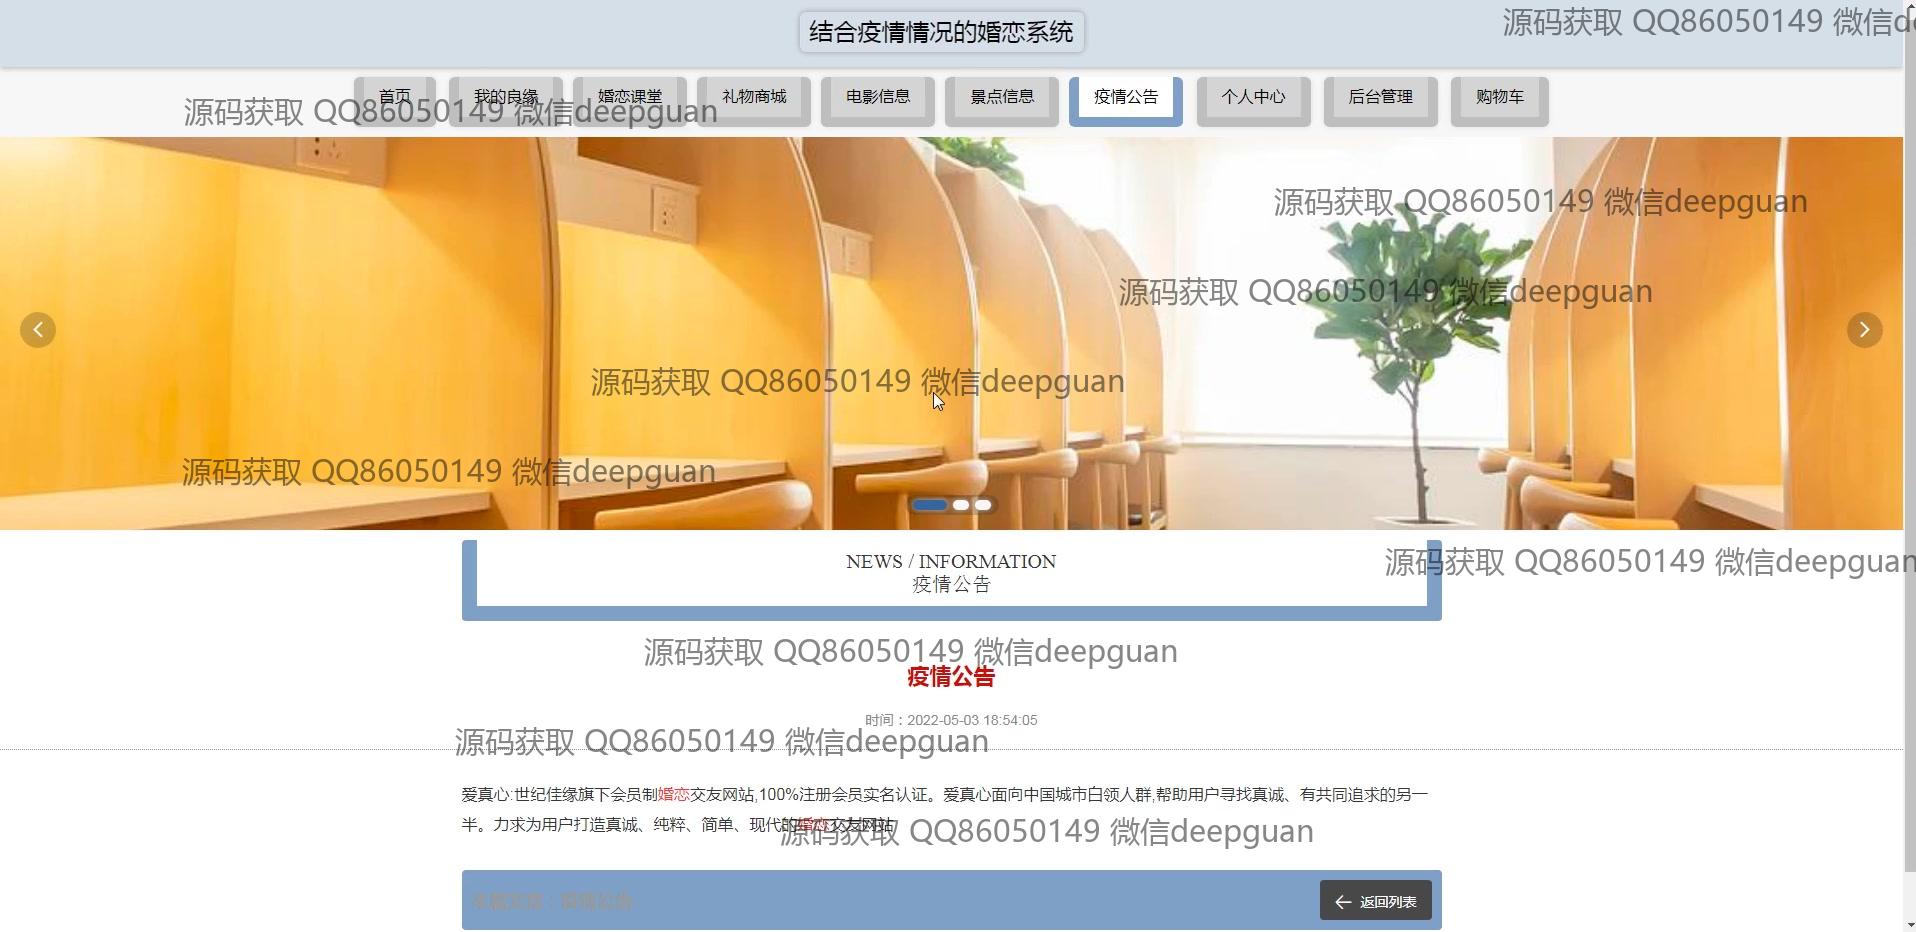 结合疫情情况的婚恋系统
源码获取 QQ86050149 微信d
首页 我的良缘 婚恋课堂 礼物商城 电影信息 景点信息 疫情公告 个人中心 后台管理 购物车
源码获取 QQ86050149 微信deepguan
源码获取 QQ86050149 微信deepguan
源码获取 QQ86050149 微信deepguan
源码获取 QQ86050149 微信deepguan
源码获取 QQ86050149 微信deepguan
NEWS / INFORMATION
疫情公告
源码获取 QQ86050149 微信deepguan
源码获取 QQ86050149 微信deepguan
疫情公告
时间：2022-05-03 18:54:05
源码获取 QQ86050149 微信deepguan
爱真心:世纪佳缘旗下会员制婚恋交友网站,100%注册会员实名认证。爱真心面向中国城市白领人群,帮助用户寻找真诚、有共同追求的另一
半。力求为用户打造真诚、纯粹、简单、现代的婚恋交友网站
源码获取 QQ86050149 微信deepguan
本篇文章：疫情公告
返回列表